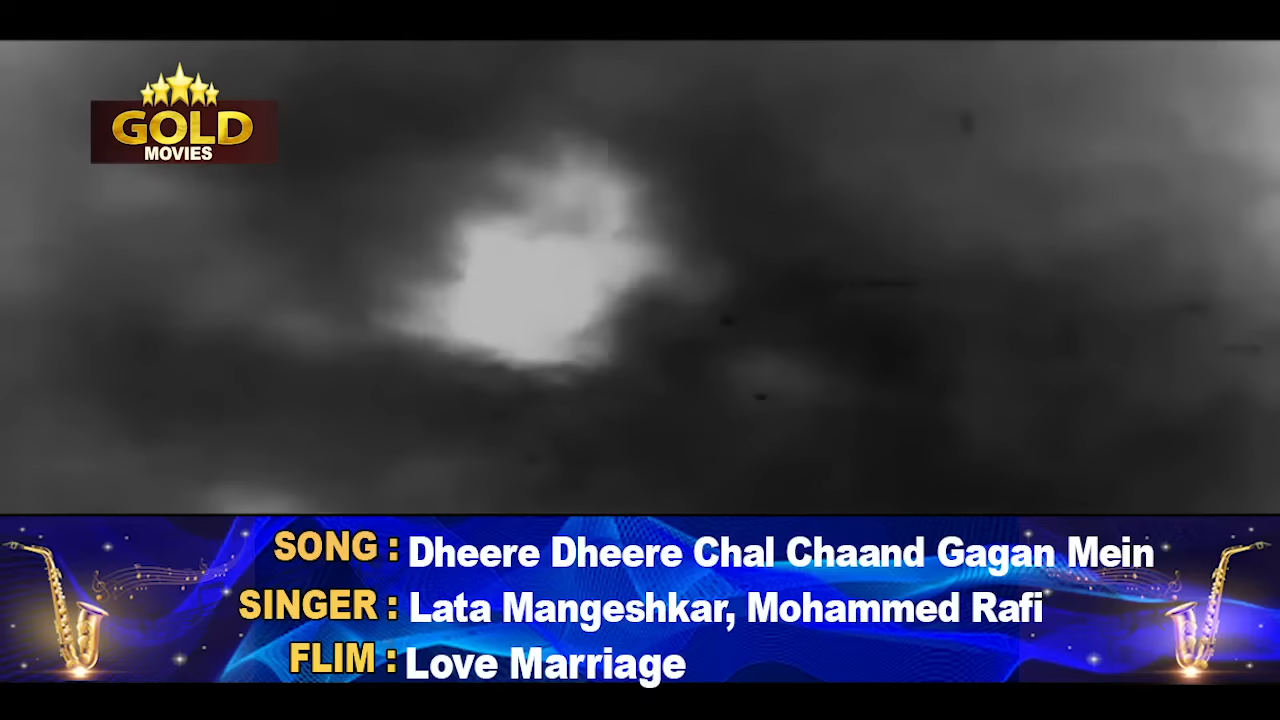 GOLD
MOVIES
SONG : Dheere Dheere Chal Chaand Gagan Mein
SINGER : Lata Mangeshkar, Mohammed Rafi
FLIM : Love Marriage